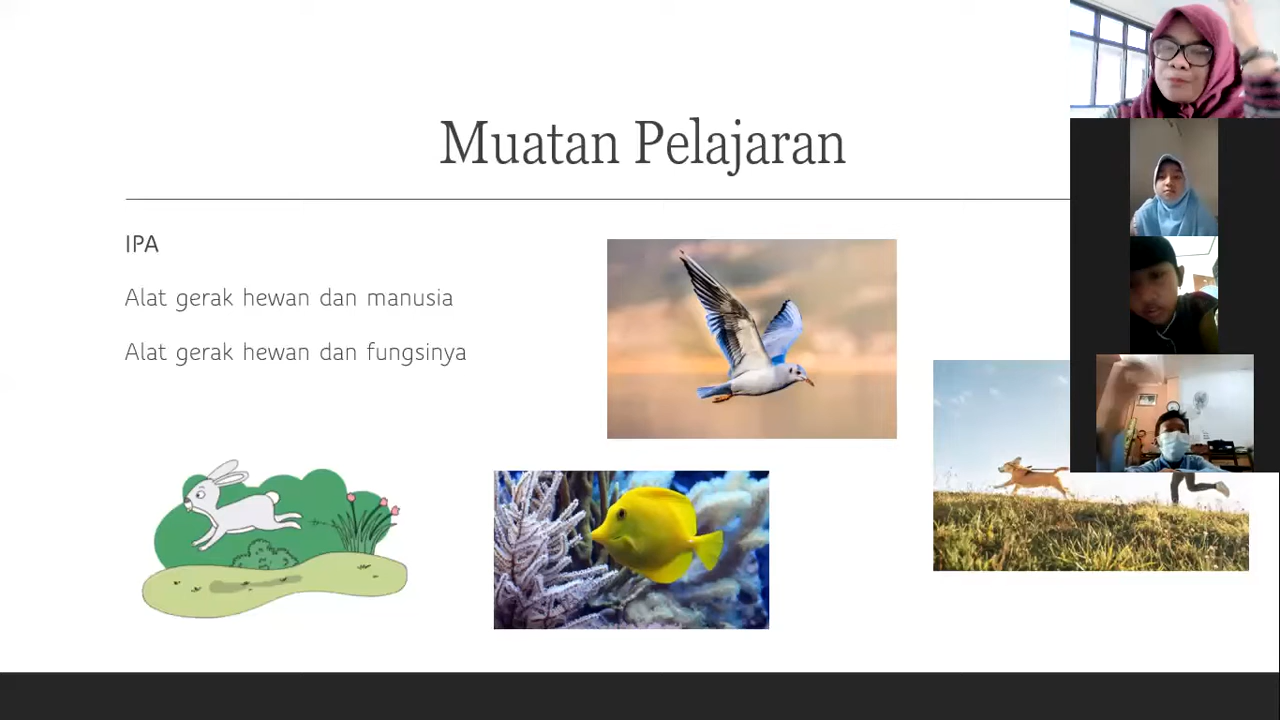 Muatan Pelajaran
IPA
Alat gerak hewan dan manusia
Alat gerak hewan dan fungsinya